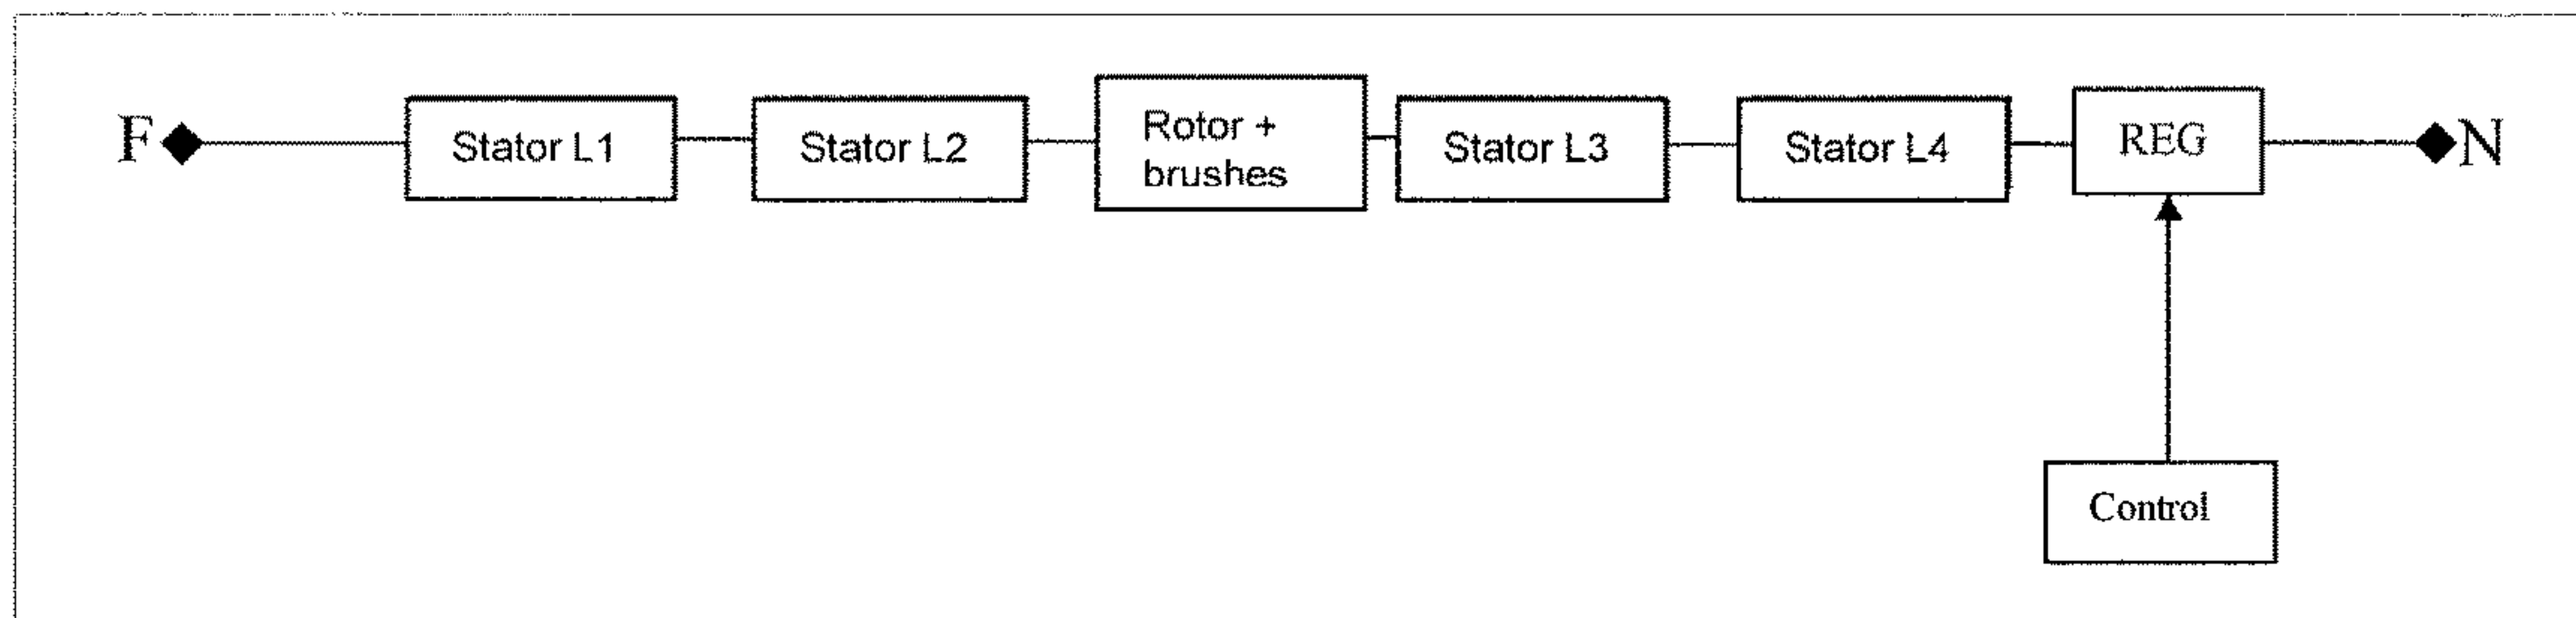 F
Stator L1
Stator L2
Rotor +
brushes
Stator L3
Stator L4
REG
N
Control